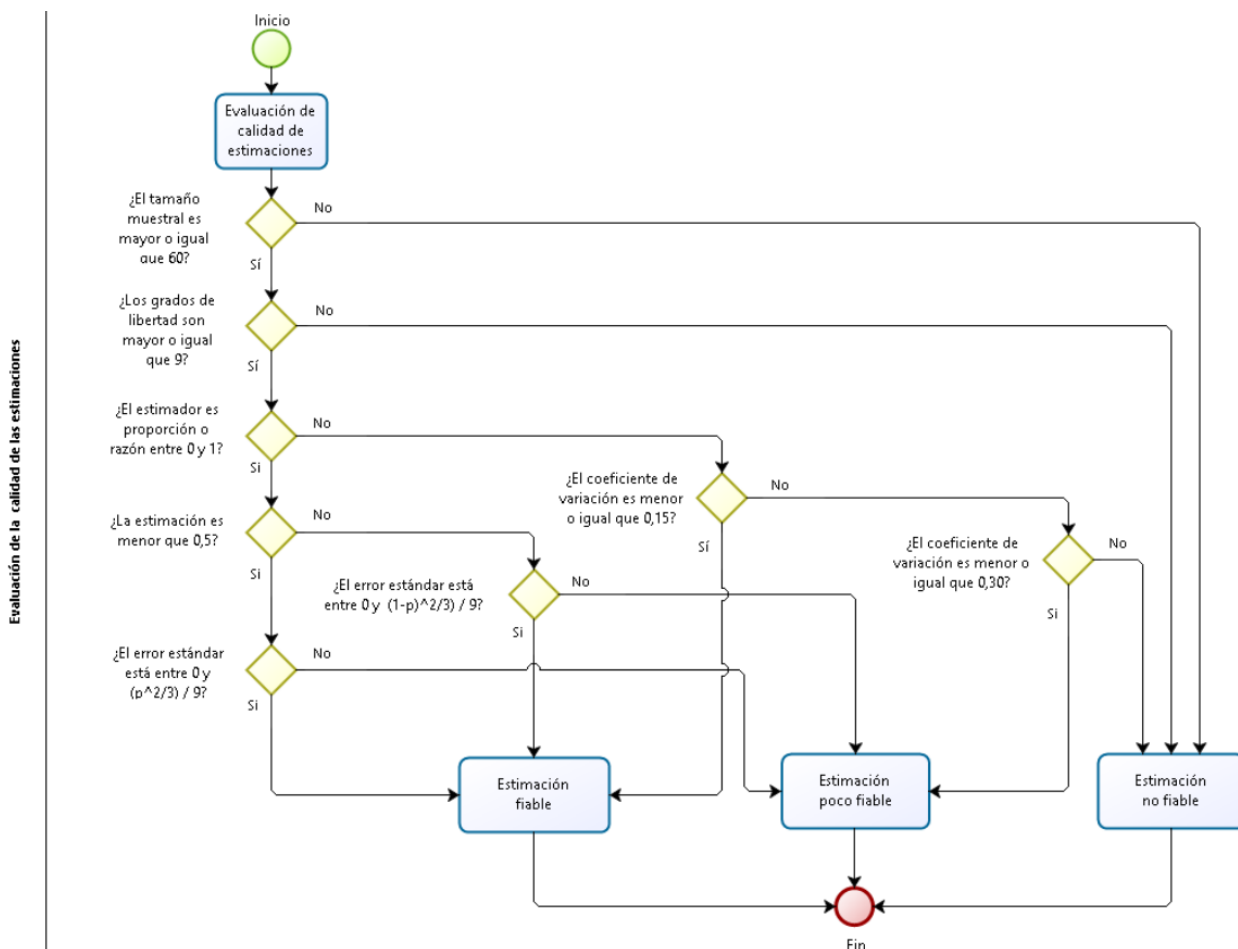 Evaluación de la calidad de las estimaciones
Inicio
Evaluación de
calidad de
estimaciones
¿El tamaño
muestral es
mayor o igual
que 60?
No
Sí
¿Los grados de
libertad son
mayor o igual
que 9?
No
Sí
¿El estimador es
proporción o
razón entre 0 y 1?
No
Si
¿El coeficiente de
variación es menor
o igual que 0,15?
No
Sí
¿La estimación es
menor que 0,5?
No
Si
¿El coeficiente de
variación es menor o
igual que 0,30?
No
Si
¿El error estándar está
entre 0 y (1-p)^2/3) / 9?
No
Si
¿El error estándar
está entre 0 y
(p^2/3) / 9?
No
Si
Estimación
fiable
Estimación
poco fiable
Estimación
no fiable
Fin